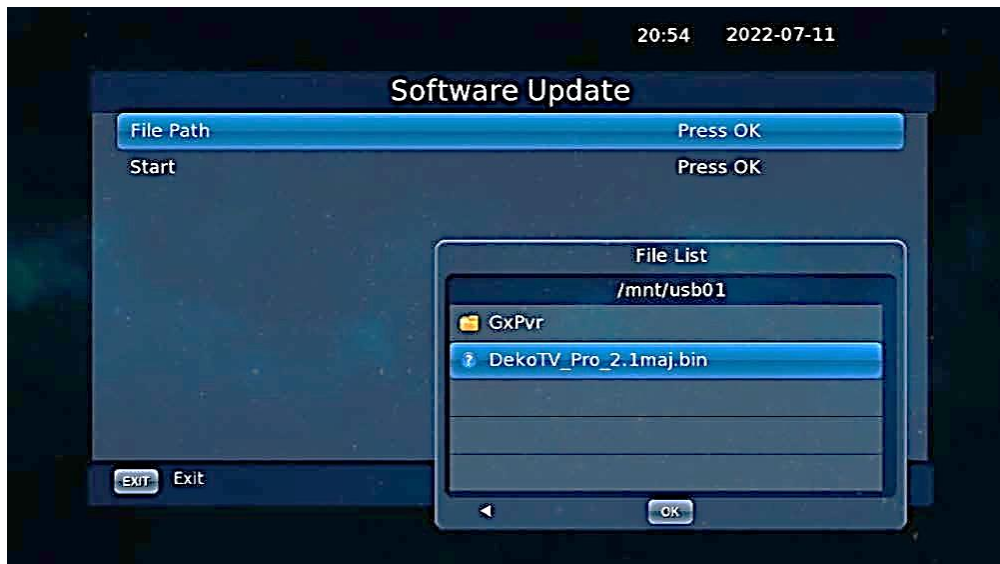 20:54 2022-07-11
Software Update
File Path Press OK
Start Press OK
File List
/mnt/usb01
GxPvr
DekoTV_Pro_2.1maj.bin
EXIT Exit
OK